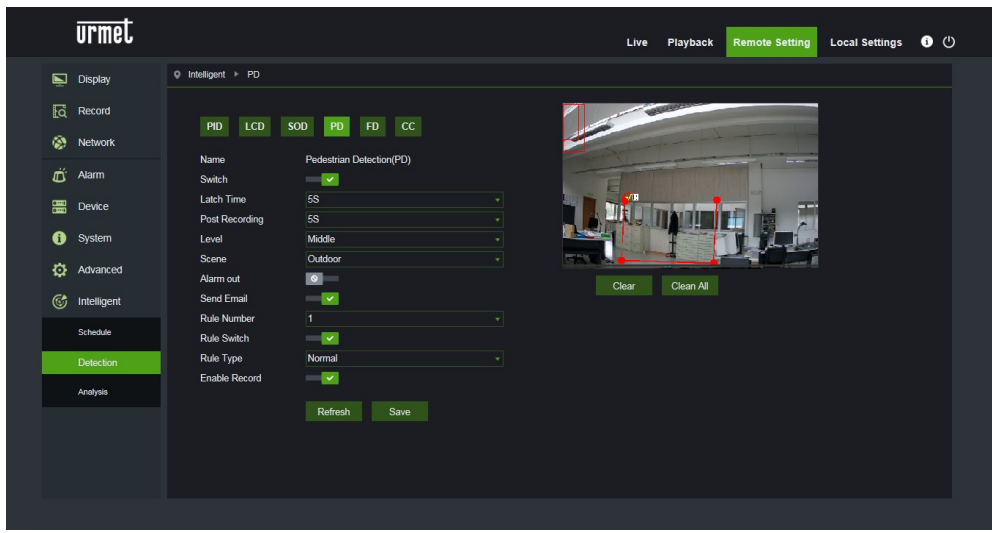 urmet
Live Playback Remote Setting Local Settings
Display
Record
Network
Alarm
Device
System
Advanced
Intelligent
Schedule
Detection
Analysis
Intelligent PD
PID LCD SOD PD FD CC
Name Pedestrian Detection(PD)
Switch
Latch Time 5S
Post Recording 5S
Level Middle
Scene Outdoor
Alarm out
Send Email
Rule Number 1
Rule Switch
Rule Type Normal
Enable Record
Refresh Save
Clear Clean All